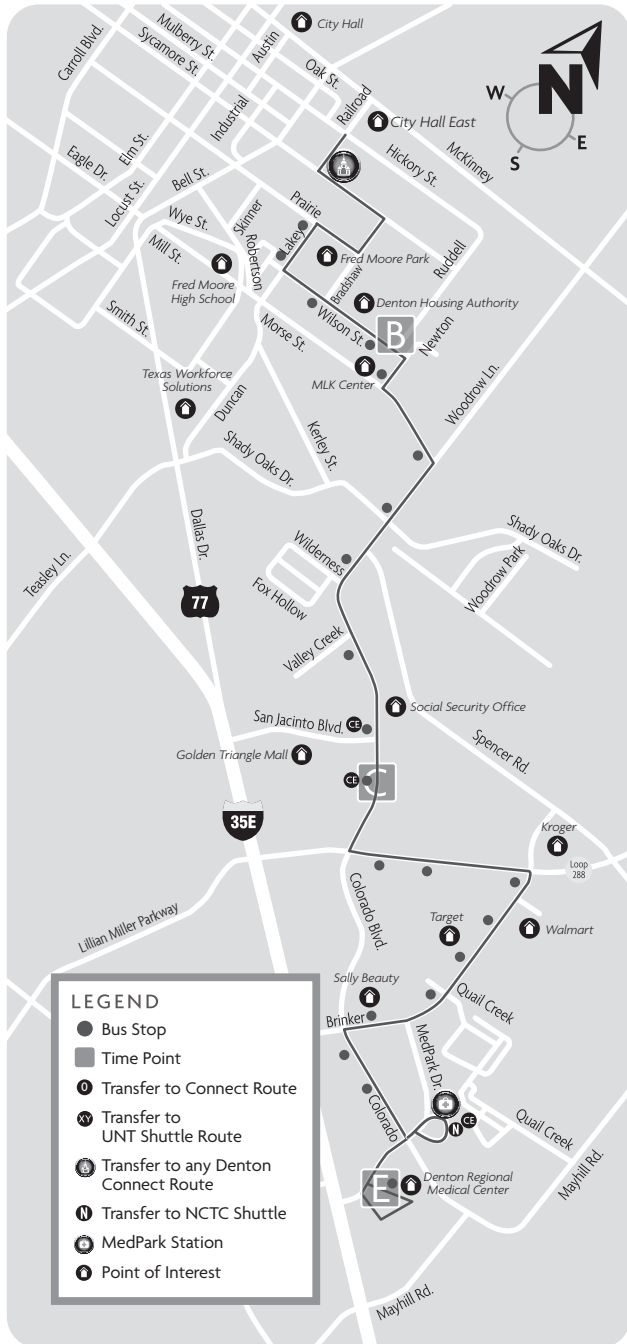 City Hall
Carroll Blvd.
Mulberry St.
Sycamore St.
Austin
Oak St.
Industrial
Railroad
City Hall East
McKinney
N
W
E
S
Elm St.
Eagle Dr.
Locust St.
Bell St.
Hickory St.
Prairie
Skinner
Wye St.
Lakey
Robertson
Mill St.
Fred Moore
High School
Fred Moore Park
Bradshaw
Ruddell
Denton Housing Authority
Smith St.
Morse St.
Wilson St.
B
Newton
MLK Center
Texas Workforce
Solutions
Duncan
Woodrow Ln.
Shady Oaks Dr.
Kerley St.
Dallas Dr.
Shady Oaks Dr.
Woodrow Park
Wilderness
Fox Hollow
Teasley Ln.
77
Valley Creek
Social Security Office
San Jacinto Blvd.
CE
Golden Triangle Mall
Spencer Rd.
CE
C
35E
Kroger
Loop
288
Colorado Blvd.
Lillian Miller Parkway
Target
Walmart
Sally Beauty
Brinker
Quail Creek
MedPark Dr.
Colorado
CE
N
Quail Creek
Mayhill Rd.
E
Denton Regional
Medical Center
Mayhill Rd.
LEGEND
Bus Stop
Time Point
O Transfer to Connect Route
XY Transfer to
UNT Shuttle Route
Transfer to any Denton
Connect Route
N Transfer to NCTC Shuttle
MedPark Station
Point of Interest